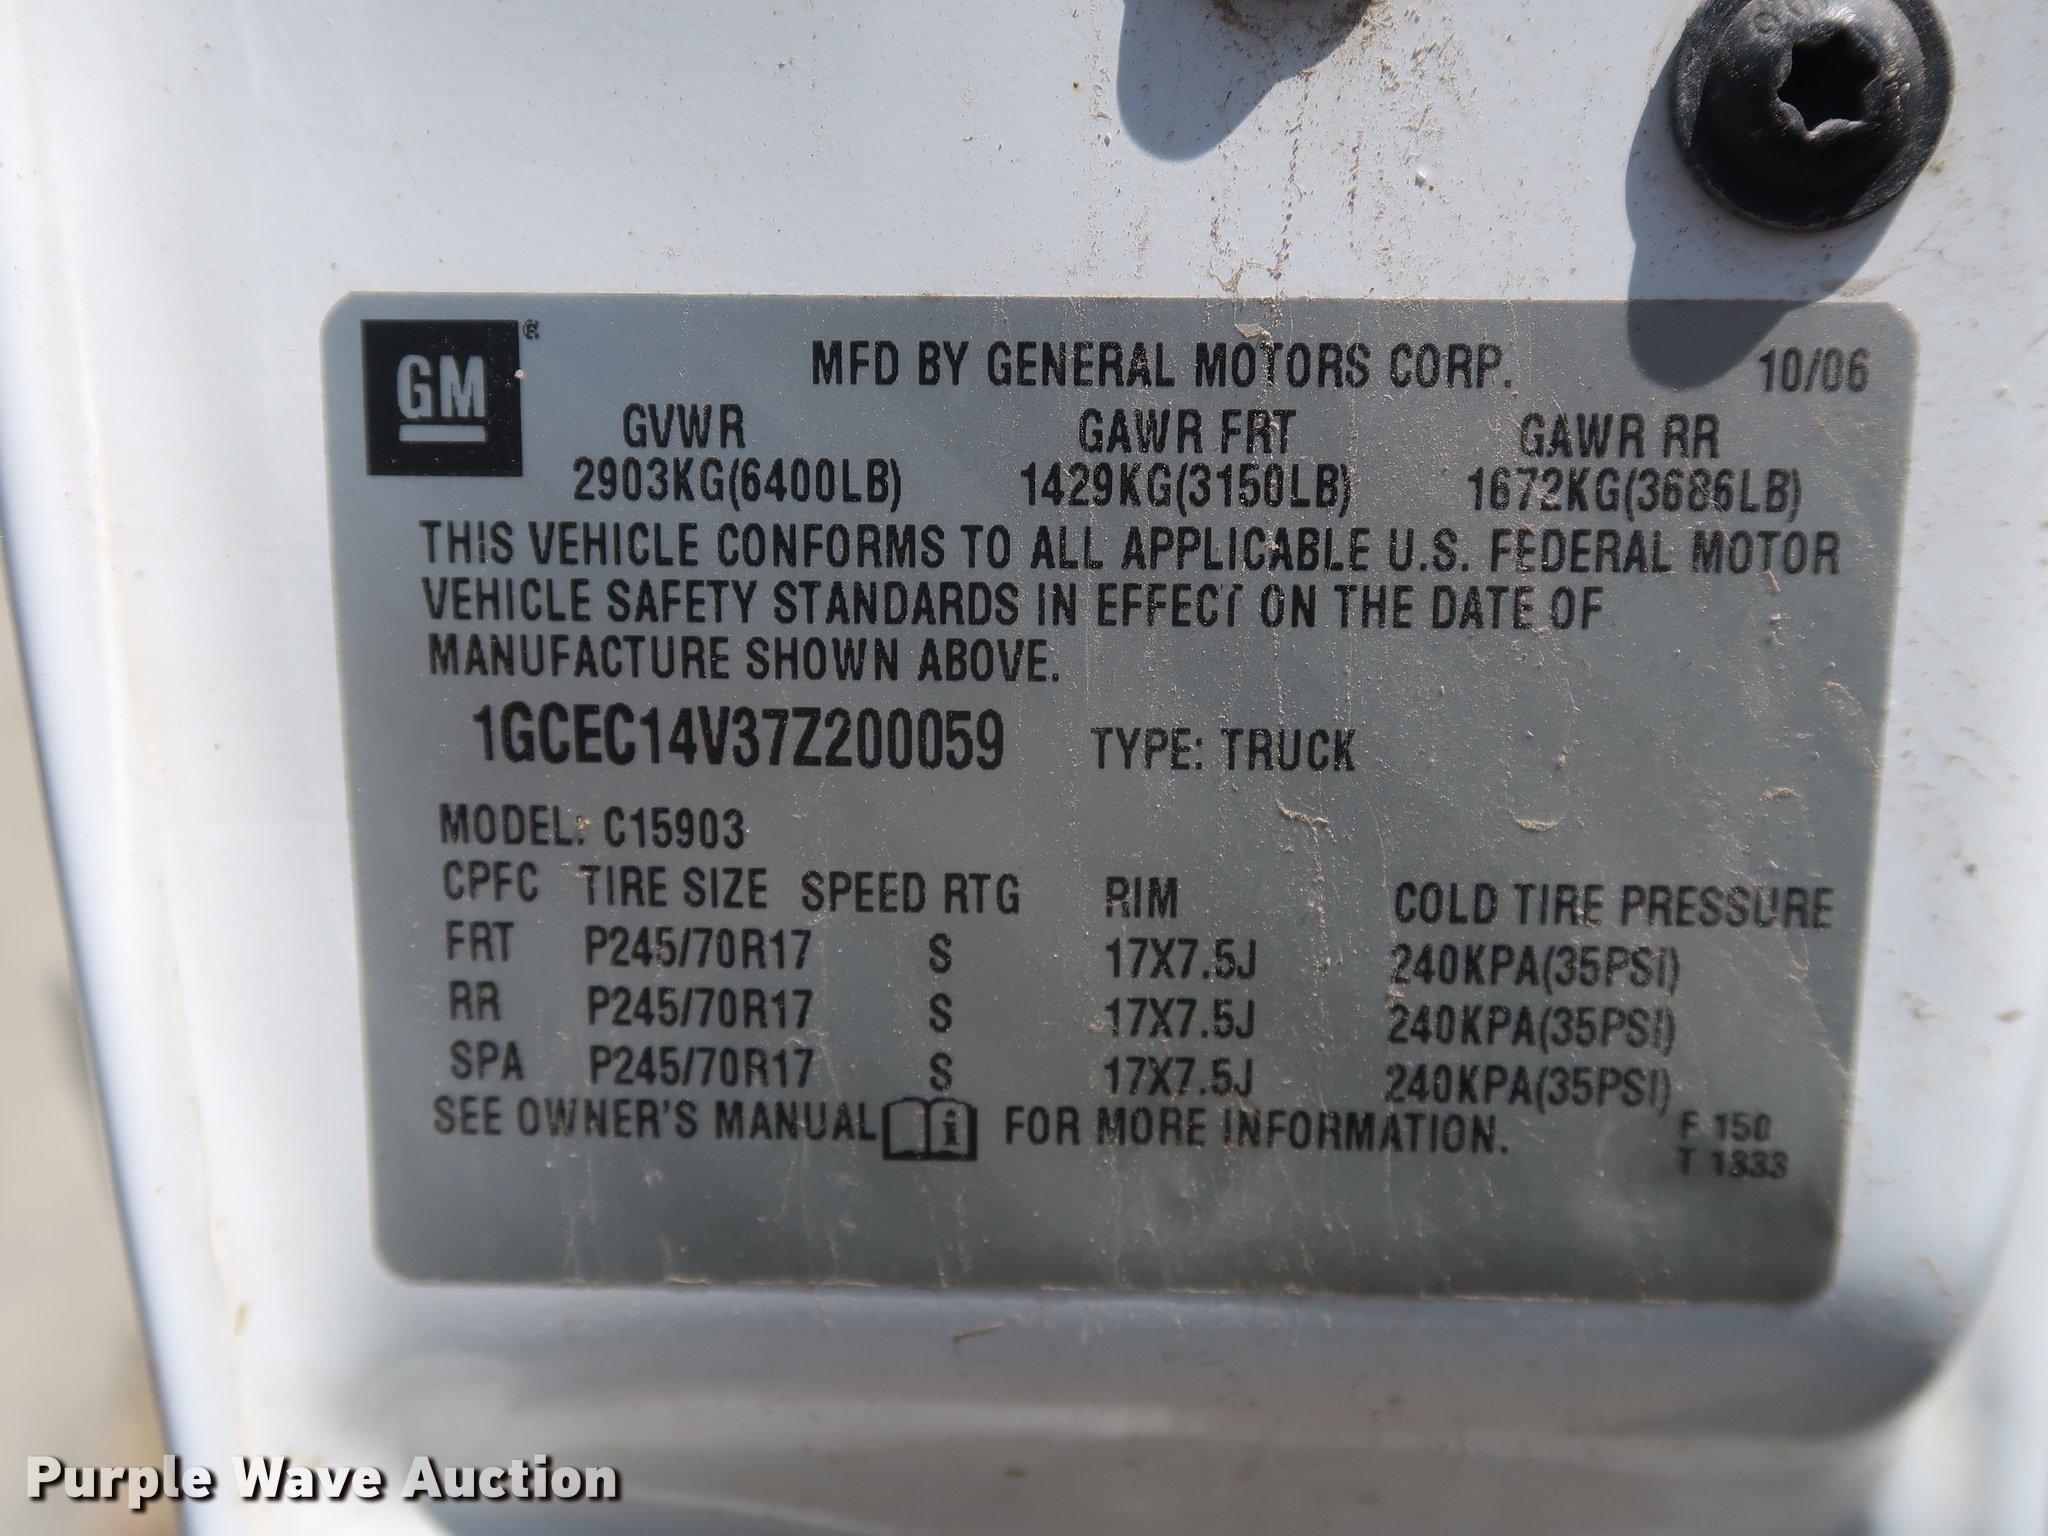 GM ®
MFD BY GENERAL MOTORS CORP. 10/06
GVWR GAWR FRT GAWR RR
2903KG(6400LB) 1429KG(3150LB) 1672KG(3686LB)
THIS VEHICLE CONFORMS TO ALL APPLICABLE U.S. FEDERAL MOTOR
VEHICLE SAFETY STANDARDS IN EFFECT ON THE DATE OF
MANUFACTURE SHOWN ABOVE.
1GCEC14V37Z200059 TYPE: TRUCK
MODEL: C15903
CPFC TIRE SIZE SPEED RTG RIM COLD TIRE PRESSURE
FRT P245/70R17 S 17X7.5J 240KPA(35PSI)
RR P245/70R17 S 17X7.5J 240KPA(35PSI)
SPA P245/70R17 S 17X7.5J 240KPA(35PSI)
SEE OWNER'S MANUAL i FOR MORE INFORMATION.
F 150
T 1333
Purple Wave Auction